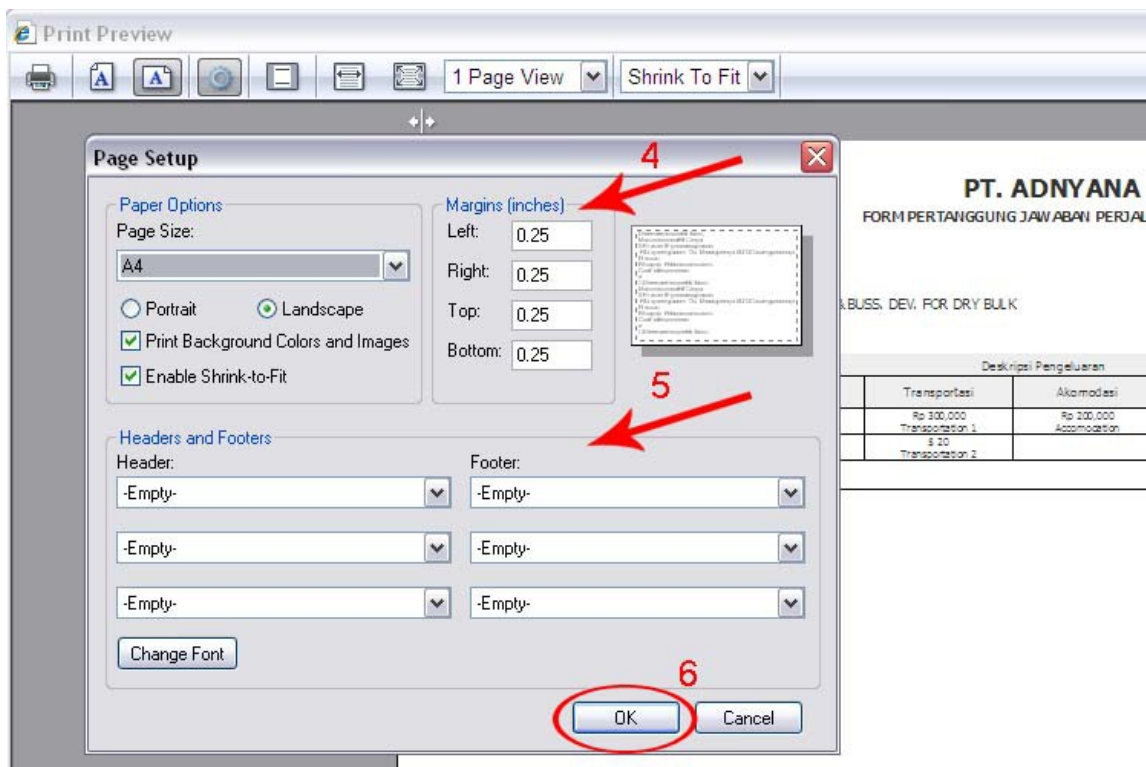 Print Preview
1 Page View Shrink To Fit
Page Setup
4
Paper Options
Page Size:
A4
Portrait Landscape
Print Background Colors and Images
Enable Shrink-to-Fit
Margins (inches)
Left: 0.25
Right: 0.25
Top: 0.25
Bottom: 0.25
5
Headers and Footers
Header: Footer:
-Empty- -Empty-
-Empty- -Empty-
-Empty- -Empty-
Change Font
6
OK Cancel
PT. ADNYANA
FORM PERTANGGUNG JAWABAN PERJAL
BUSS. DEV. FOR DRY BULK
Deskripsi Pengeluaran
Transportasi Akomodasi
Rp 300,000 Rp 200,000
Transportation 1 Accomodation
$ 20
Transportation 2